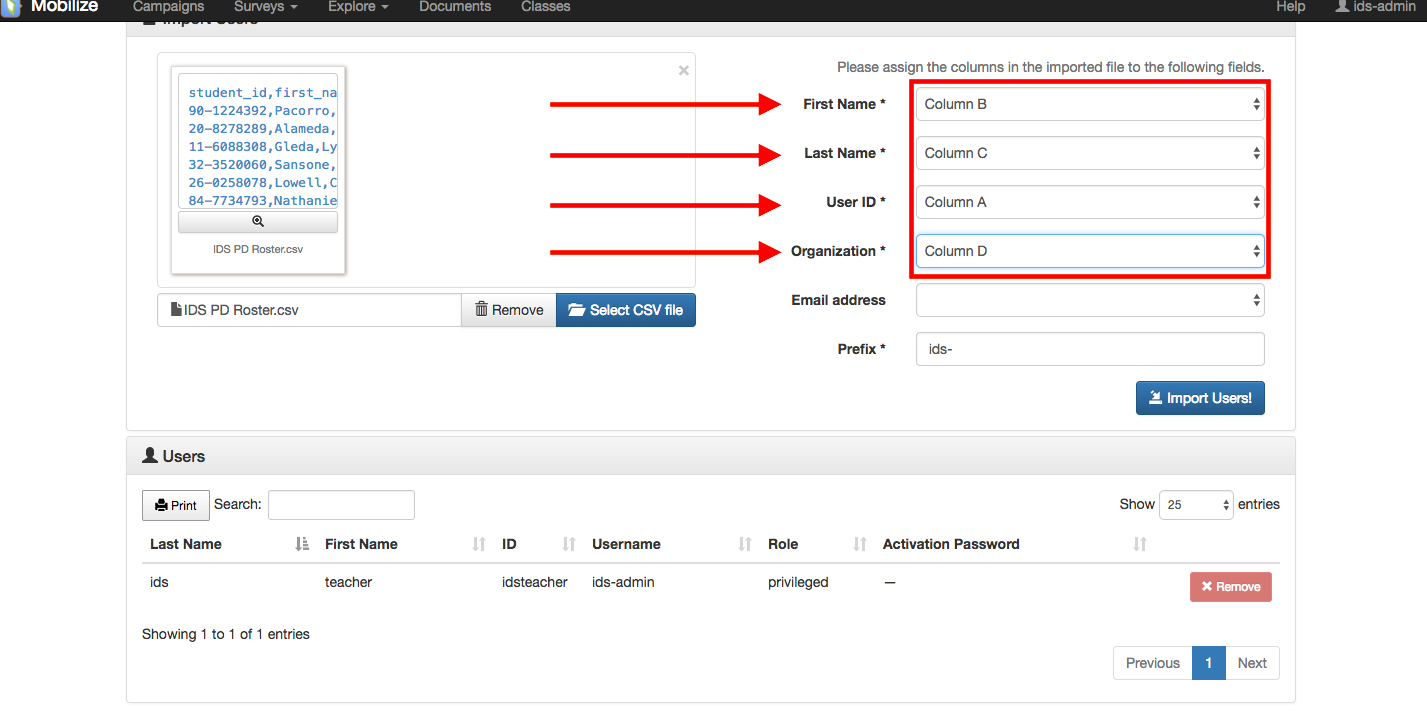 Mobilize Campaigns Surveys Explore Documents Classes Help ids-admin
Import Users
student_id,first_na
90-1224392,Pacorro,
20-8278289,Alameda,
11-6088308,Gleda,Ly
32-3520060,Sansone,
26-0258078,Lowell,C
84-7734793,Nathanie
IDS PD Roster.csv
IDS PD Roster.csv Remove Select CSV file
Please assign the columns in the imported file to the following fields.
First Name * Column B
Last Name * Column C
User ID * Column A
Organization * Column D
Email address
Prefix * ids-
Import Users!
Users
Print Search: Show 25 entries
Last Name First Name ID Username Role Activation Password
ids teacher idsteacher ids-admin privileged — Remove
Showing 1 to 1 of 1 entries
Previous 1 Next